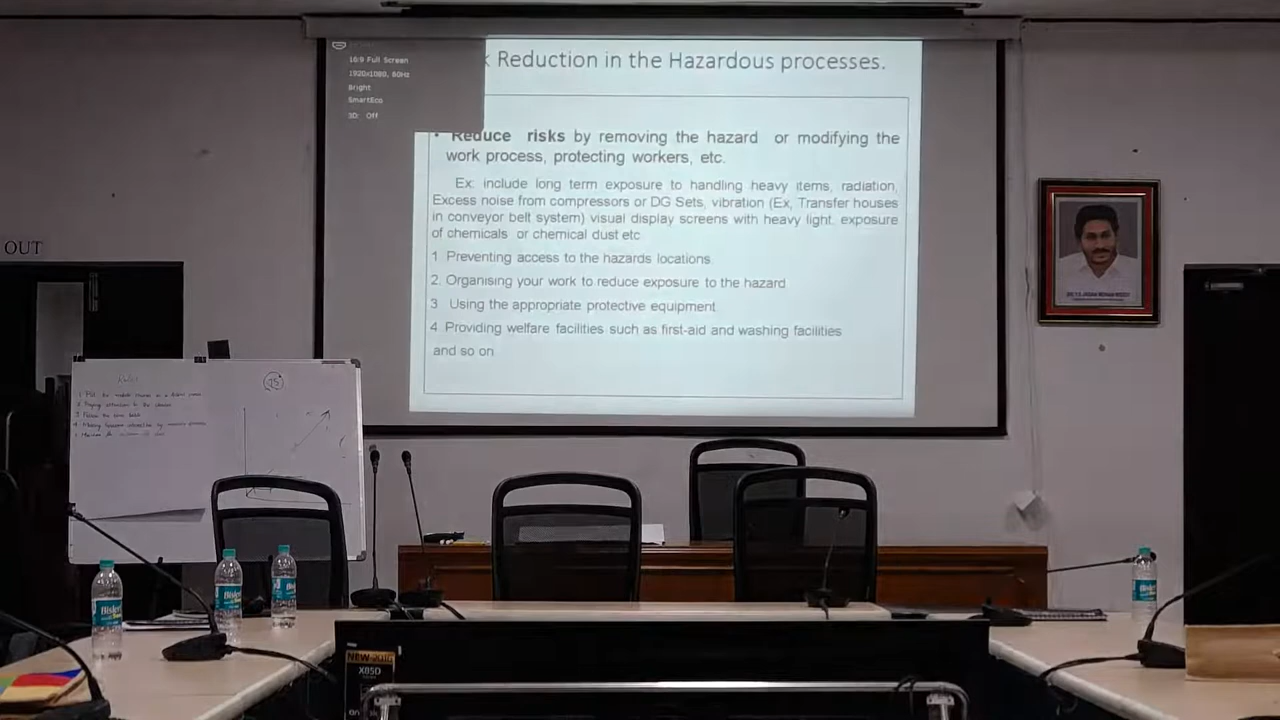 16:9 Full Screen
1920x1080, 60Hz
Bright
SmartEco
3D: Off
Reduction in the Hazardous processes.
• Reduce risks by removing the hazard or modifying the
work process, protecting workers, etc.
Ex: include long term exposure to handling heavy items, radiation,
Excess noise from compressors or DG Sets, vibration (Ex, Transfer houses
in conveyor belt system) visual display screens with heavy light, exposure
of chemicals or chemical dust etc
1 Preventing access to the hazards locations
2. Organising your work to reduce exposure to the hazard
3 Using the appropriate protective equipment
4 Providing welfare facilities such as first-aid and washing facilities
and so on
OUT
Rules
15
Bisleri
X85D